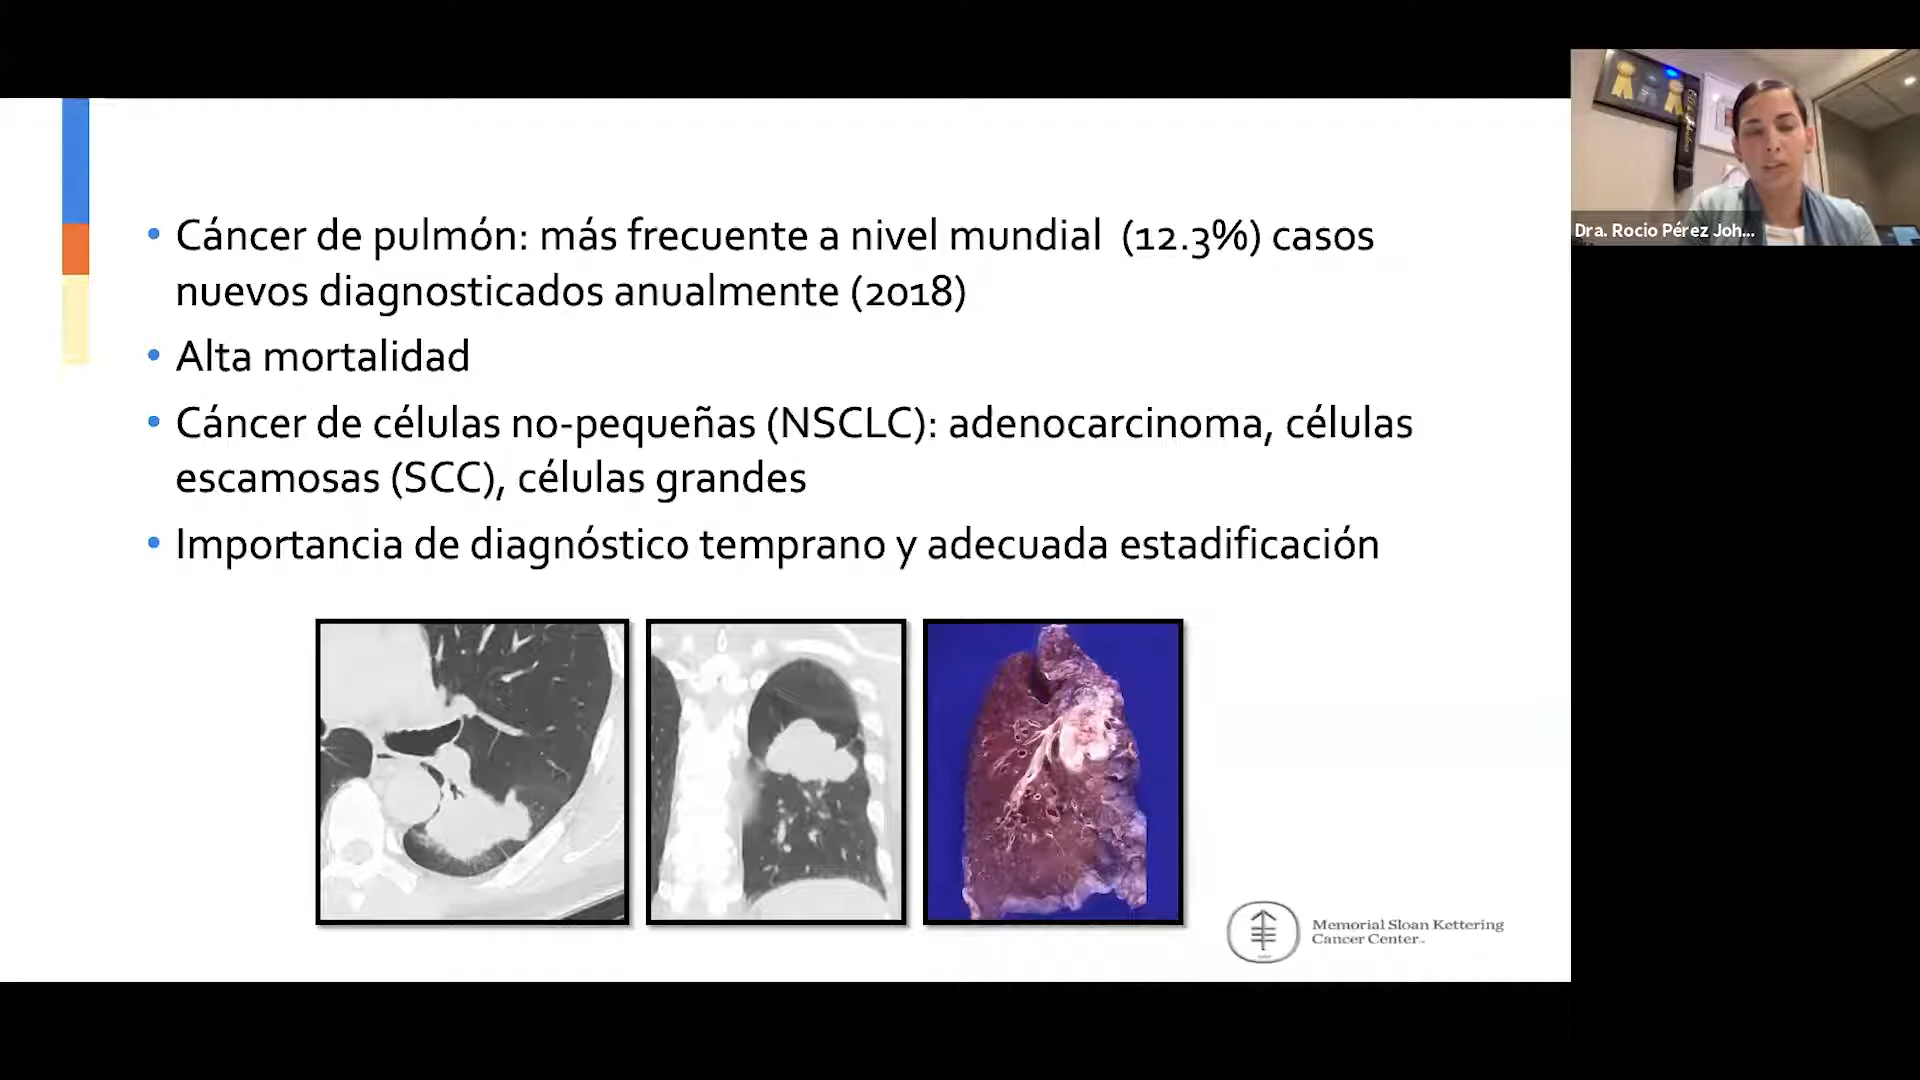 Cáncer de pulmón: más frecuente a nivel mundial (12.3%) casos
nuevos diagnosticados anualmente (2018)
Alta mortalidad
Cáncer de células no-pequeñas (NSCLC): adenocarcinoma, células
escamosas (SCC), células grandes
Importancia de diagnóstico temprano y adecuada estadificación
Memorial Sloan Kettering
Cancer Center
Dra. Rocio Pérez Joh...